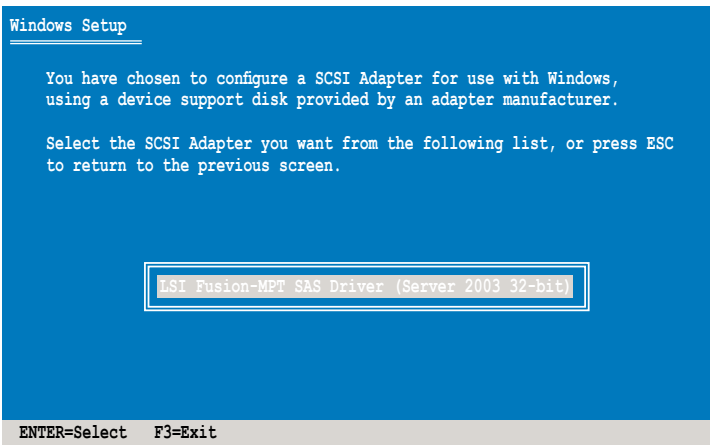 Windows Setup
You have chosen to configure a SCSI Adapter for use with Windows,
using a device support disk provided by an adapter manufacturer.
Select the SCSI Adapter you want from the following list, or press ESC
to return to the previous screen.
LSI Fusion-MPT SAS Driver (Server 2003 32-bit)
ENTER=Select F3=Exit